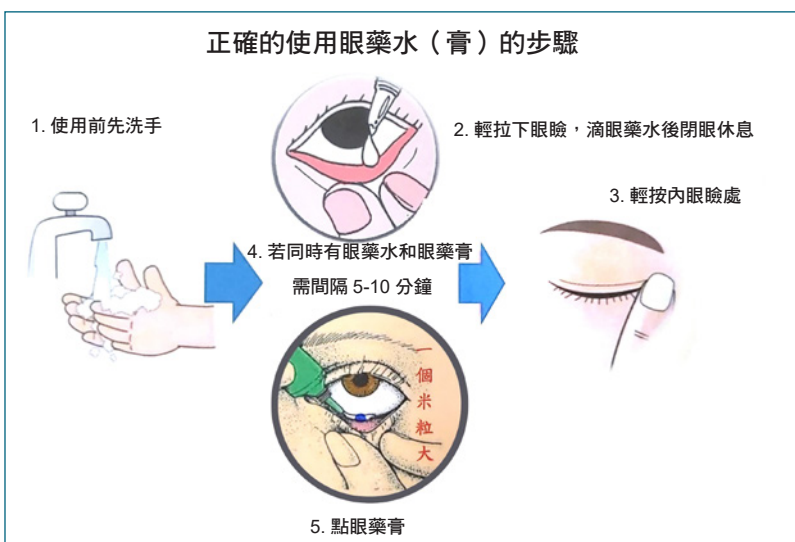 正確的使用眼藥水（膏）的步驟
1. 使用前先洗手
2. 輕拉下眼瞼，滴眼藥水後閉眼休息
3. 輕按內眼瞼處
4. 若同時有眼藥水和眼藥膏
需間隔 5-10 分鐘
一個米粒大
5. 點眼藥膏